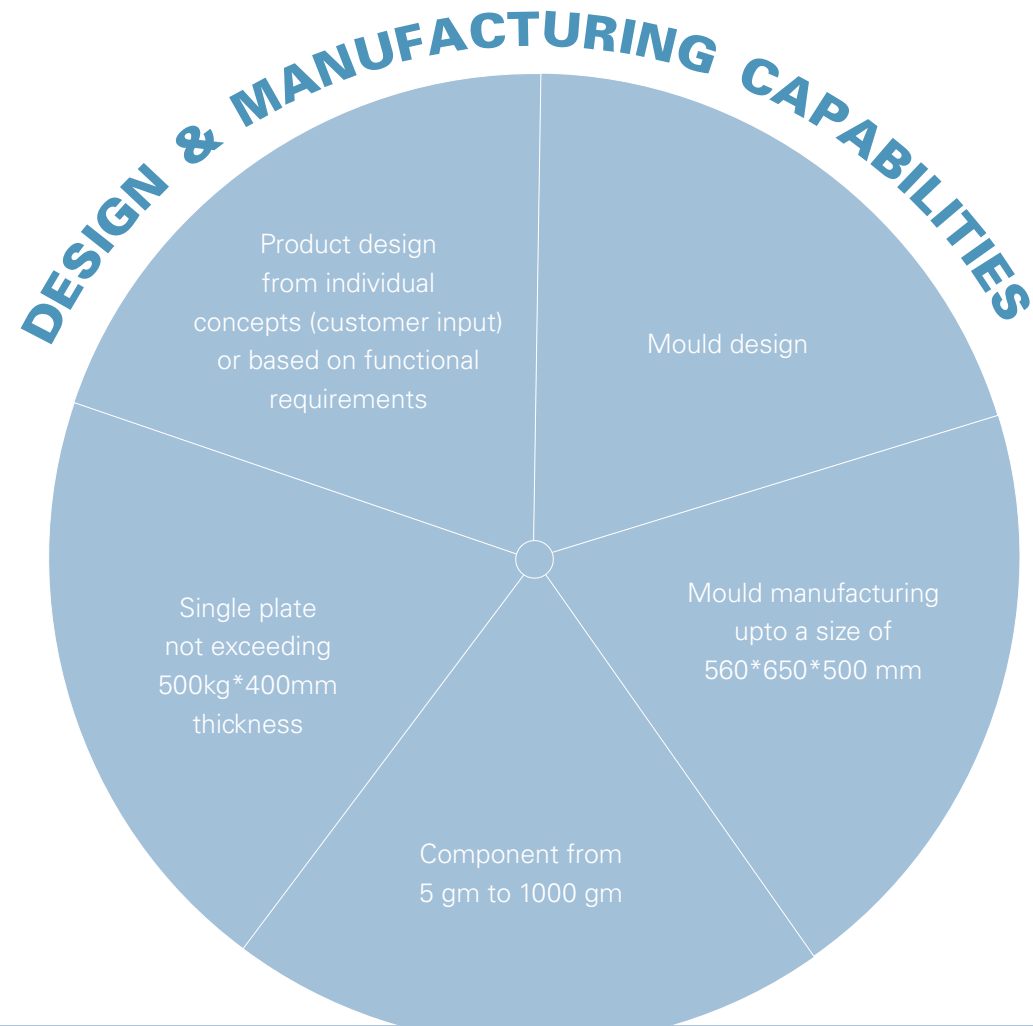 DESIGN & MANUFACTURING CAPABILITIES
Product design
from individual
concepts (customer input)
or based on functional
requirements
Mould design
Mould manufacturing
upto a size of
560*650*500 mm
Component from
5 gm to 1000 gm
Single plate
not exceeding
500kg*400mm
thickness